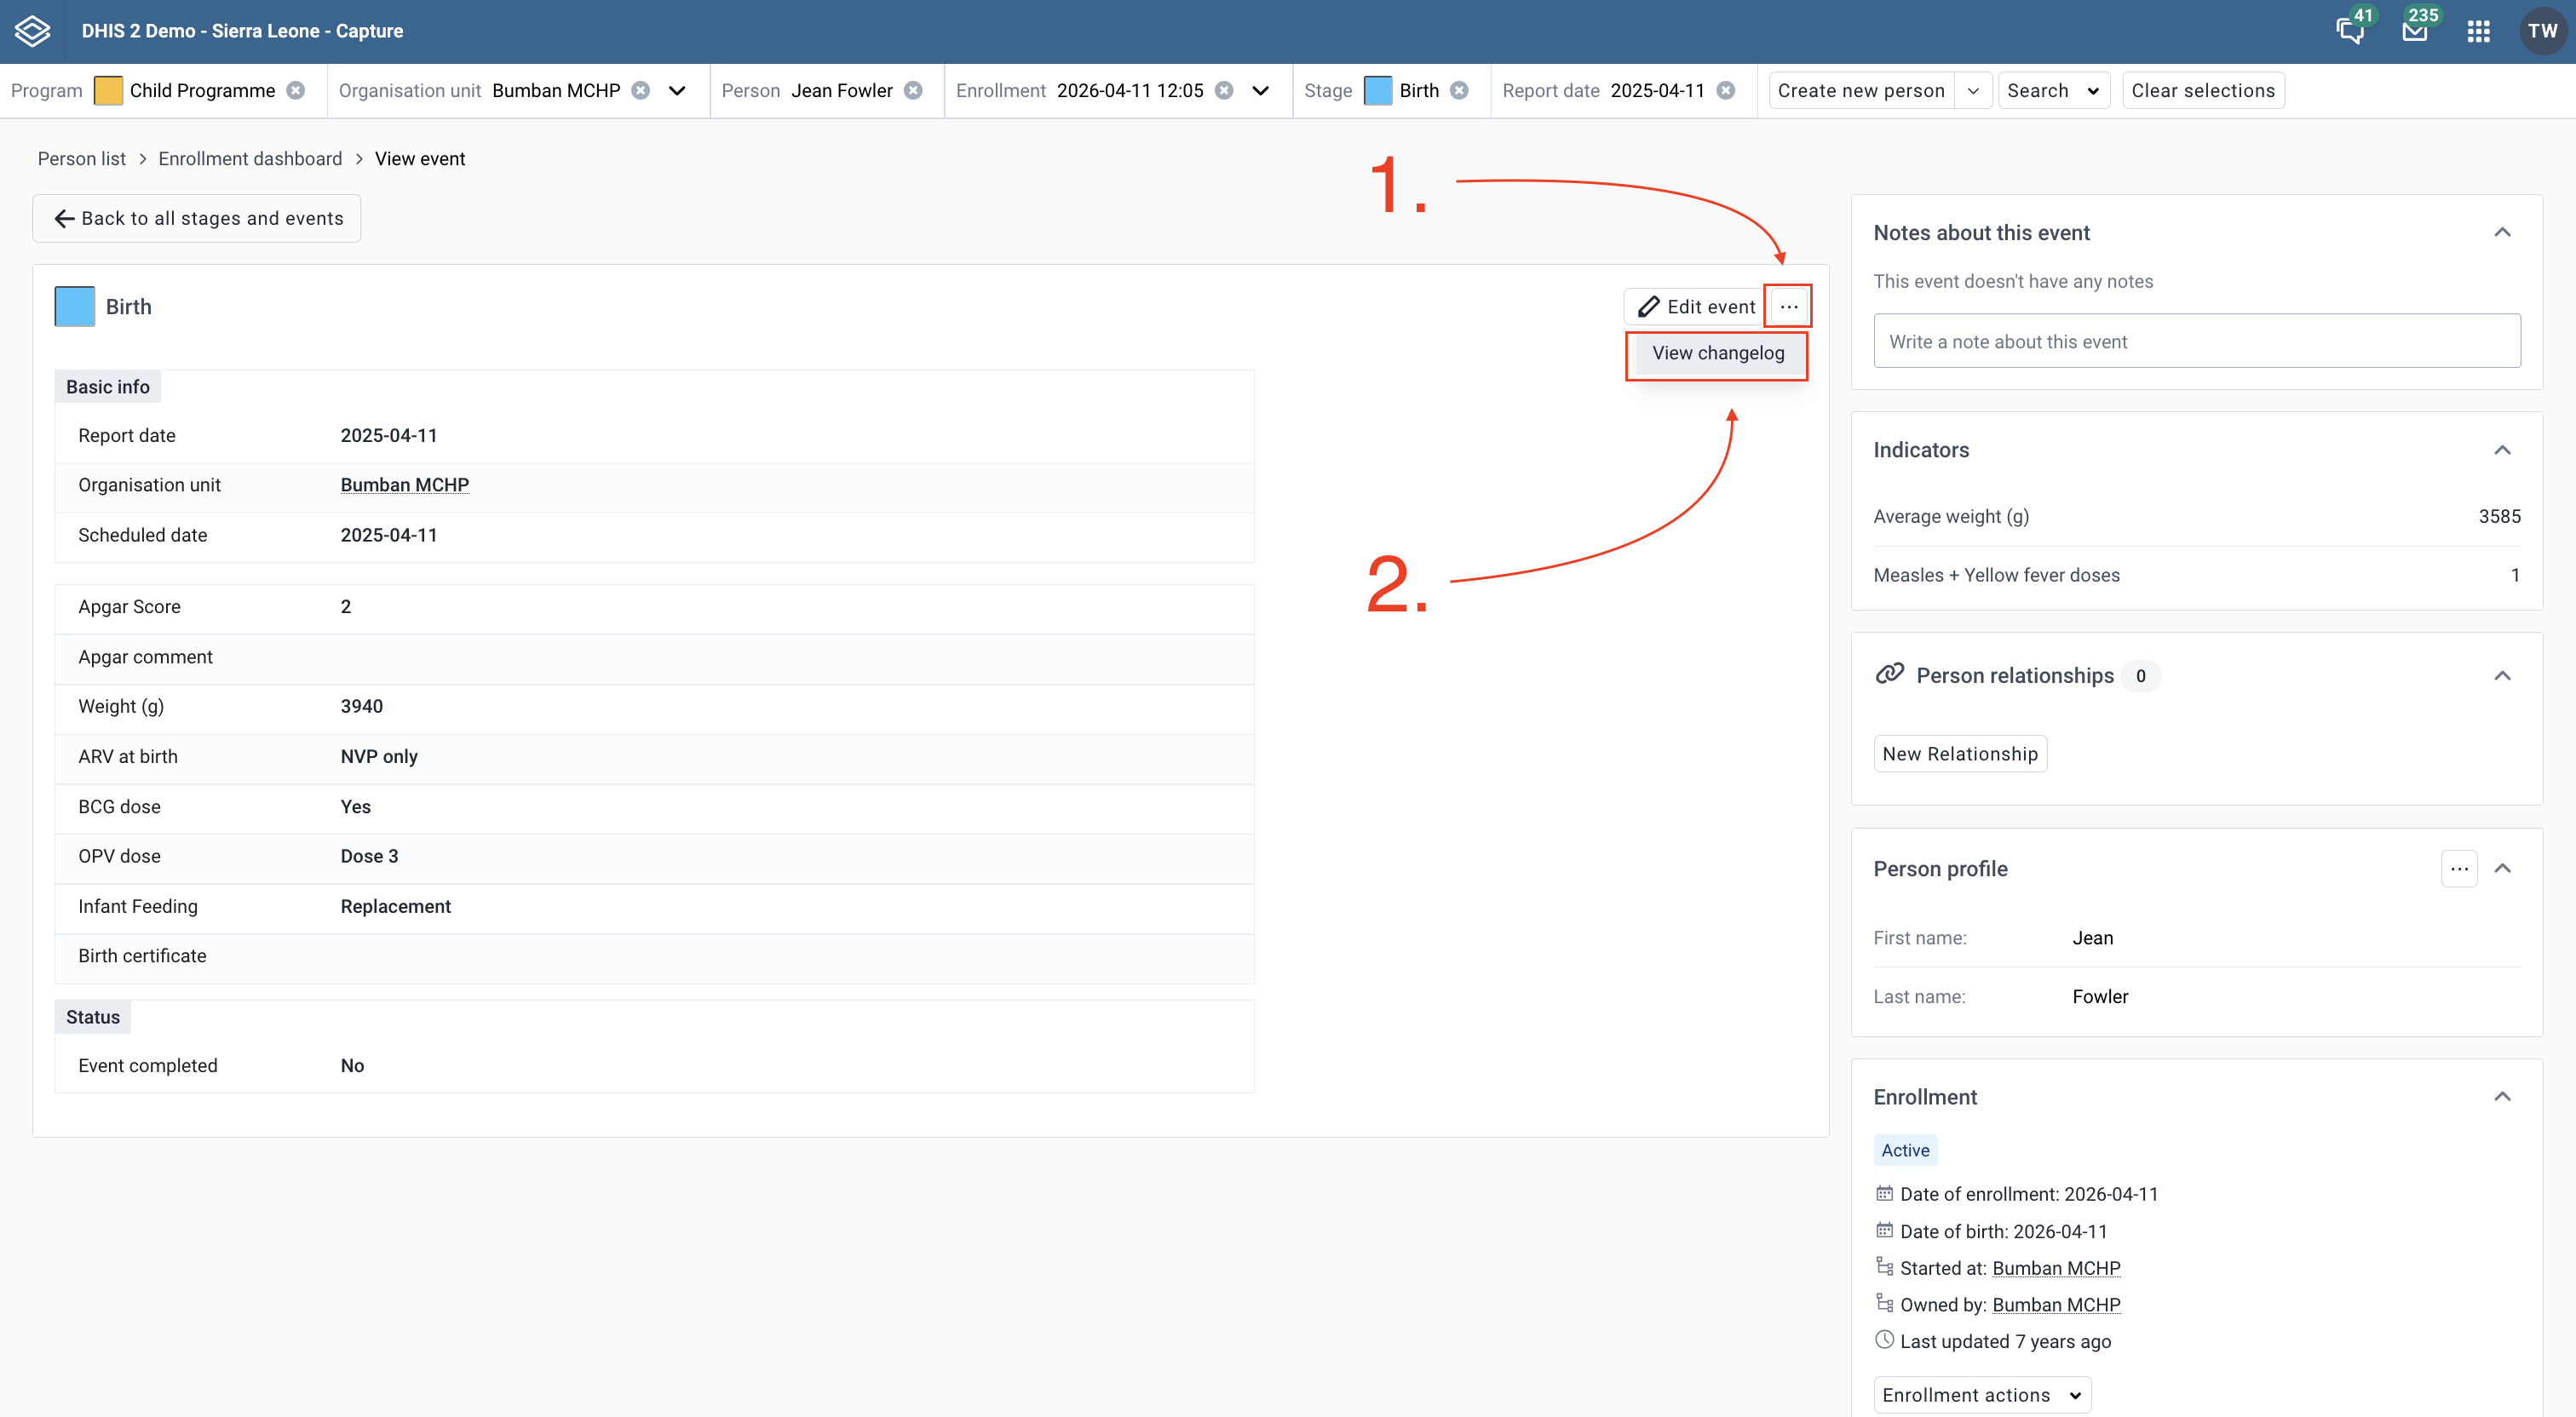 DHIS 2 Demo - Sierra Leone - Capture
41
235
TW
Program Child Programme
Organisation unit Bumban MCHP
Person Jean Fowler
Enrollment 2026-04-11 12:05
Stage Birth
Report date 2025-04-11
Create new person
Search
Clear selections
Person list > Enrollment dashboard > View event
Back to all stages and events
1.
Birth
Edit event
...
View changelog
2.
Basic info
Report date 2025-04-11
Organisation unit Bumban MCHP
Scheduled date 2025-04-11
Apgar Score 2
Apgar comment
Weight (g) 3940
ARV at birth NVP only
BCG dose Yes
OPV dose Dose 3
Infant Feeding Replacement
Birth certificate
Status
Event completed No
Notes about this event
This event doesn't have any notes
Write a note about this event
Indicators
Average weight (g) 3585
Measles + Yellow fever doses 1
Person relationships 0
New Relationship
Person profile
...
First name: Jean
Last name: Fowler
Enrollment
Active
Date of enrollment: 2026-04-11
Date of birth: 2026-04-11
Started at: Bumban MCHP
Owned by: Bumban MCHP
Last updated 7 years ago
Enrollment actions